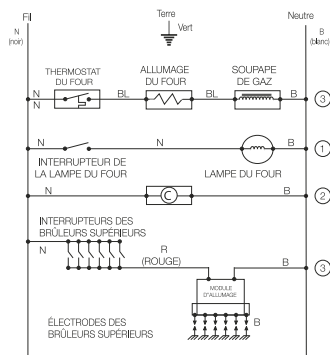 Fil
Terre
Neutre
N
(noir)
Vert
B
(blanc)
THERMOSTAT
DU FOUR
ALLUMAGE
DU FOUR
SOUPAPE
DE GAZ
N
N
BL
BL
B
3
N
N
B
1
INTERRUPTEUR DE
LA LAMPE DU FOUR
LAMPE DU FOUR
N
C
B
2
INTERRUPTEURS DES
BRÛLEURS SUPÉRIEURS
N
R
(ROUGE)
B
3
MODULE
D'ALLUMAGE
B
ÉLECTRODES DES
BRÛLEURS SUPÉRIEURS